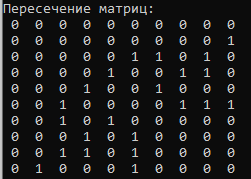 Пересечение матриц:
0 0 0 0 0 0 0 0 0 0
0 0 0 0 0 0 0 0 0 1
0 0 0 0 0 1 1 0 1 0
0 0 0 0 1 0 0 1 1 0
0 0 0 1 0 0 1 0 0 0
0 0 1 0 0 0 0 1 1 1
0 0 1 0 1 0 0 0 0 0
0 0 0 1 0 1 0 0 0 0
0 0 1 1 0 1 0 0 0 0
0 1 0 0 0 1 0 0 0 0